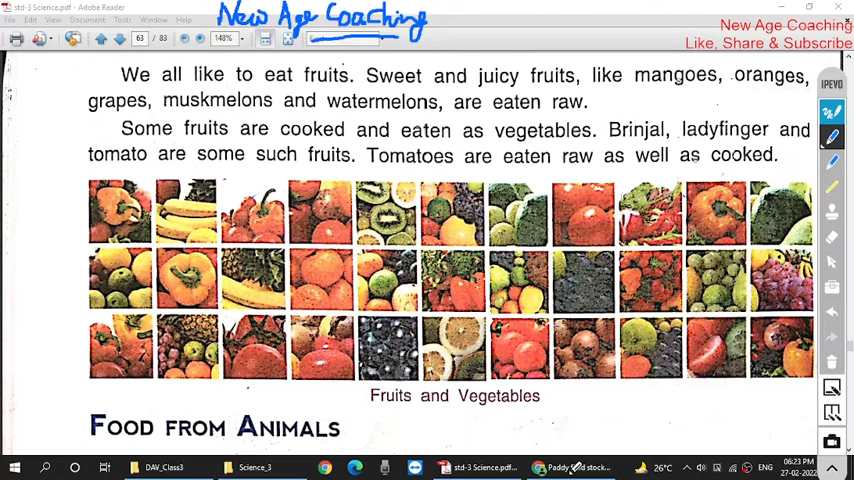 std-3 Science.pdf - Adobe Reader
New Age Coaching
File Edit View Document Tools Window Help
New Age Coaching
Like, Share & Subscribe
63 / 83 148%
IPEVO
We all like to eat fruits. Sweet and juicy fruits, like mangoes, oranges,
grapes, muskmelons and watermelons, are eaten raw.
Some fruits are cooked and eaten as vegetables. Brinjal, ladyfinger and
tomato are some such fruits. Tomatoes are eaten raw as well as cooked.
Fruits and Vegetables
FOOD FROM ANIMALS
DAV_Class3
Science_3
std-3 Science.pdf...
Paddy field stock...
26°C
ENG
06:23 PM
27-02-2022